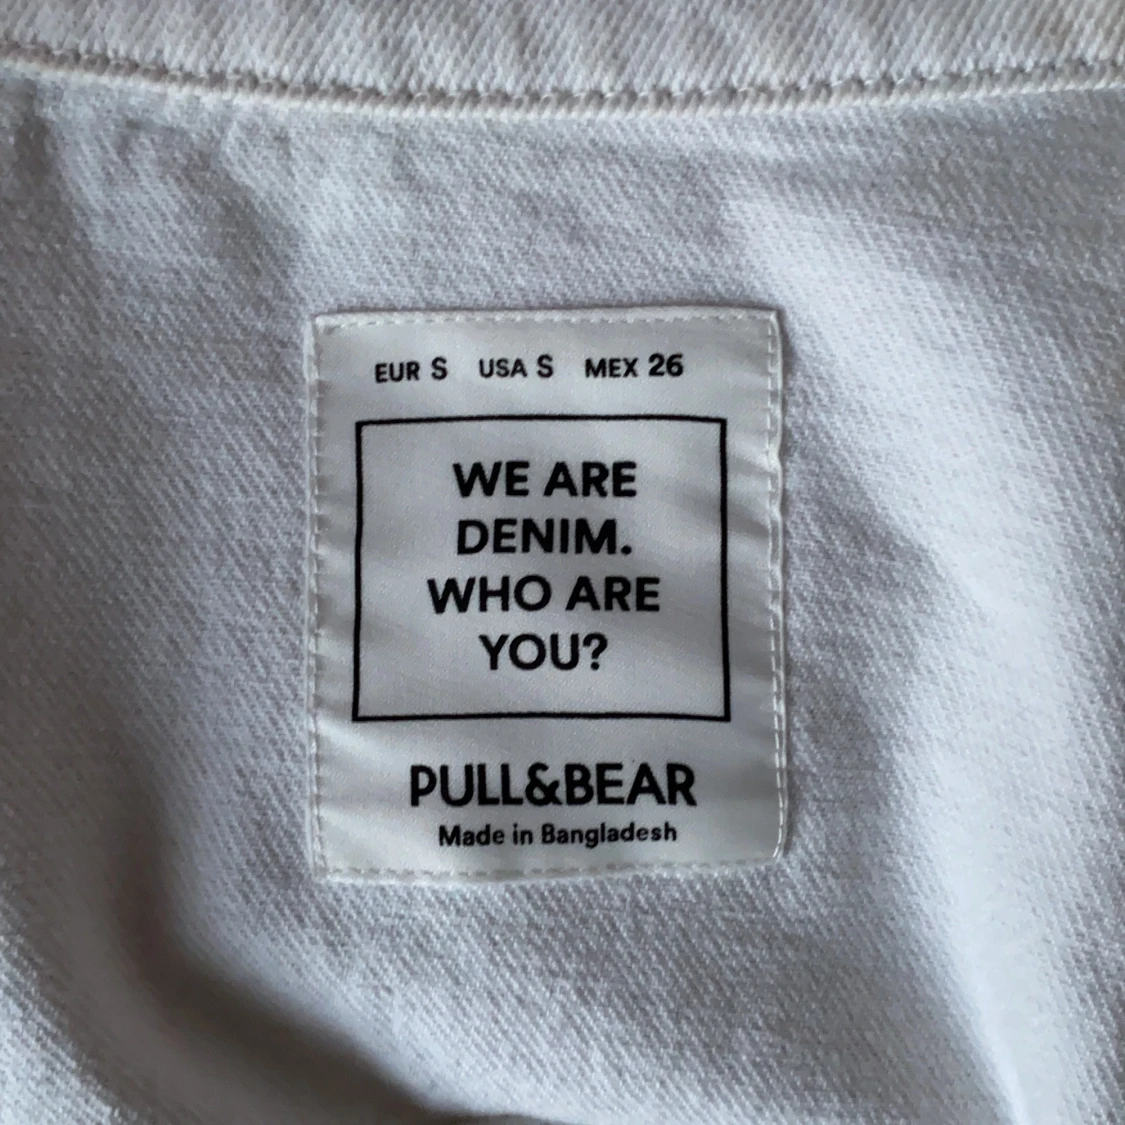 EUR S USA S MEX 26
WE ARE
DENIM.
WHO ARE
YOU?
PULL&BEAR
Made in Bangladesh